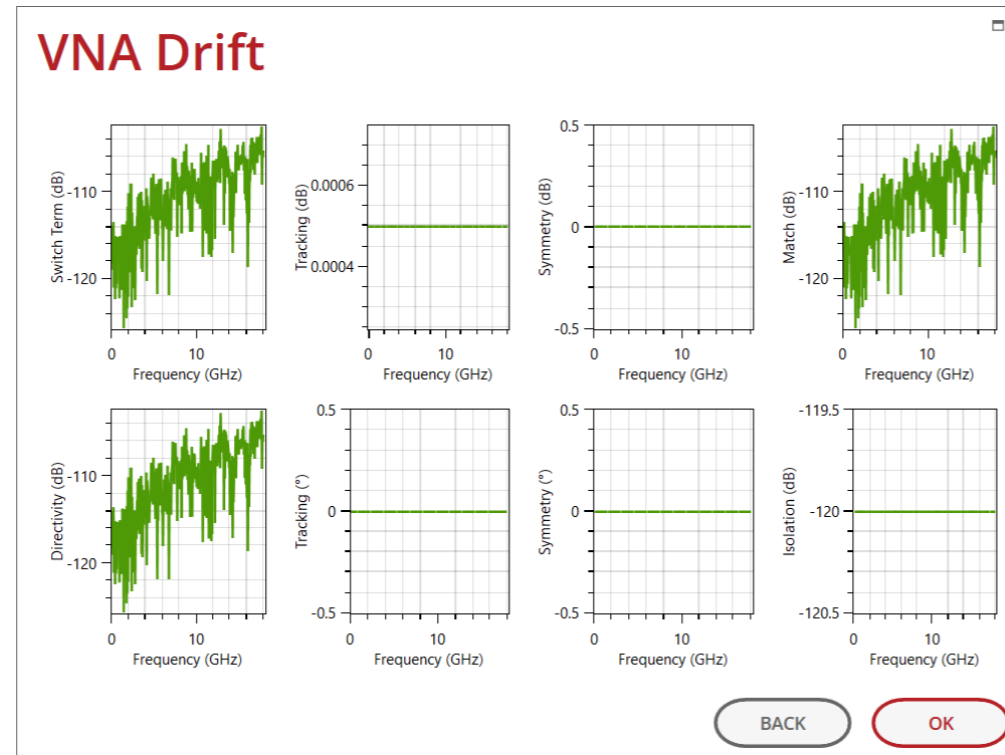 VNA Drift
Switch Term (dB)
-110
-120
0 10
Frequency (GHz)
Tracking (dB)
0.0006
0.0004
0 10
Frequency (GHz)
Symmetry (dB)
0.5
0
-0.5
0 10
Frequency (GHz)
Match (dB)
-110
-120
0 10
Frequency (GHz)
Directivity (dB)
-110
-120
0 10
Frequency (GHz)
Tracking (°)
0.5
0
-0.5
0 10
Frequency (GHz)
Symmetry (°)
0.5
0
-0.5
0 10
Frequency (GHz)
Isolation (dB)
-119.5
-120
-120.5
0 10
Frequency (GHz)
BACK
OK